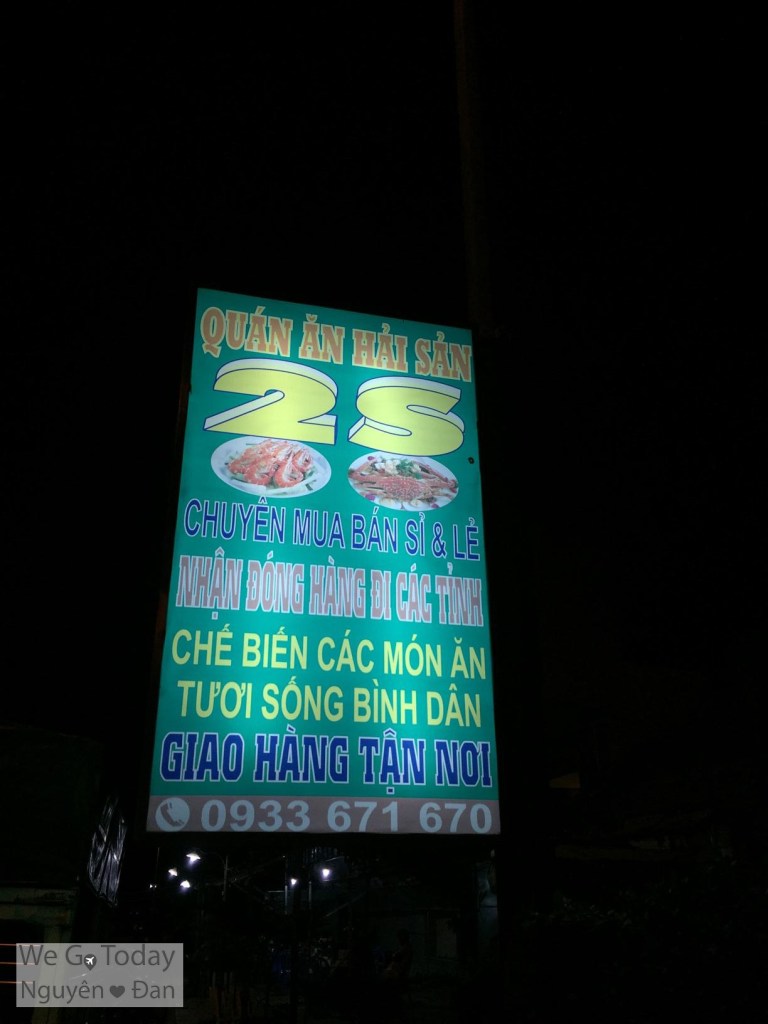 QUÁN ĂN HẢI SẢN
2S
CHUYÊN MUA BÁN SỈ & LẺ
NHẬN ĐÓNG HÀNG ĐI CÁC TỈNH
CHẾ BIẾN CÁC MÓN ĂN
TƯƠI SỐNG BÌNH DÂN
GIAO HÀNG TẬN NƠI
0933 671 670
We Go Today
Nguyên ❤ Đan